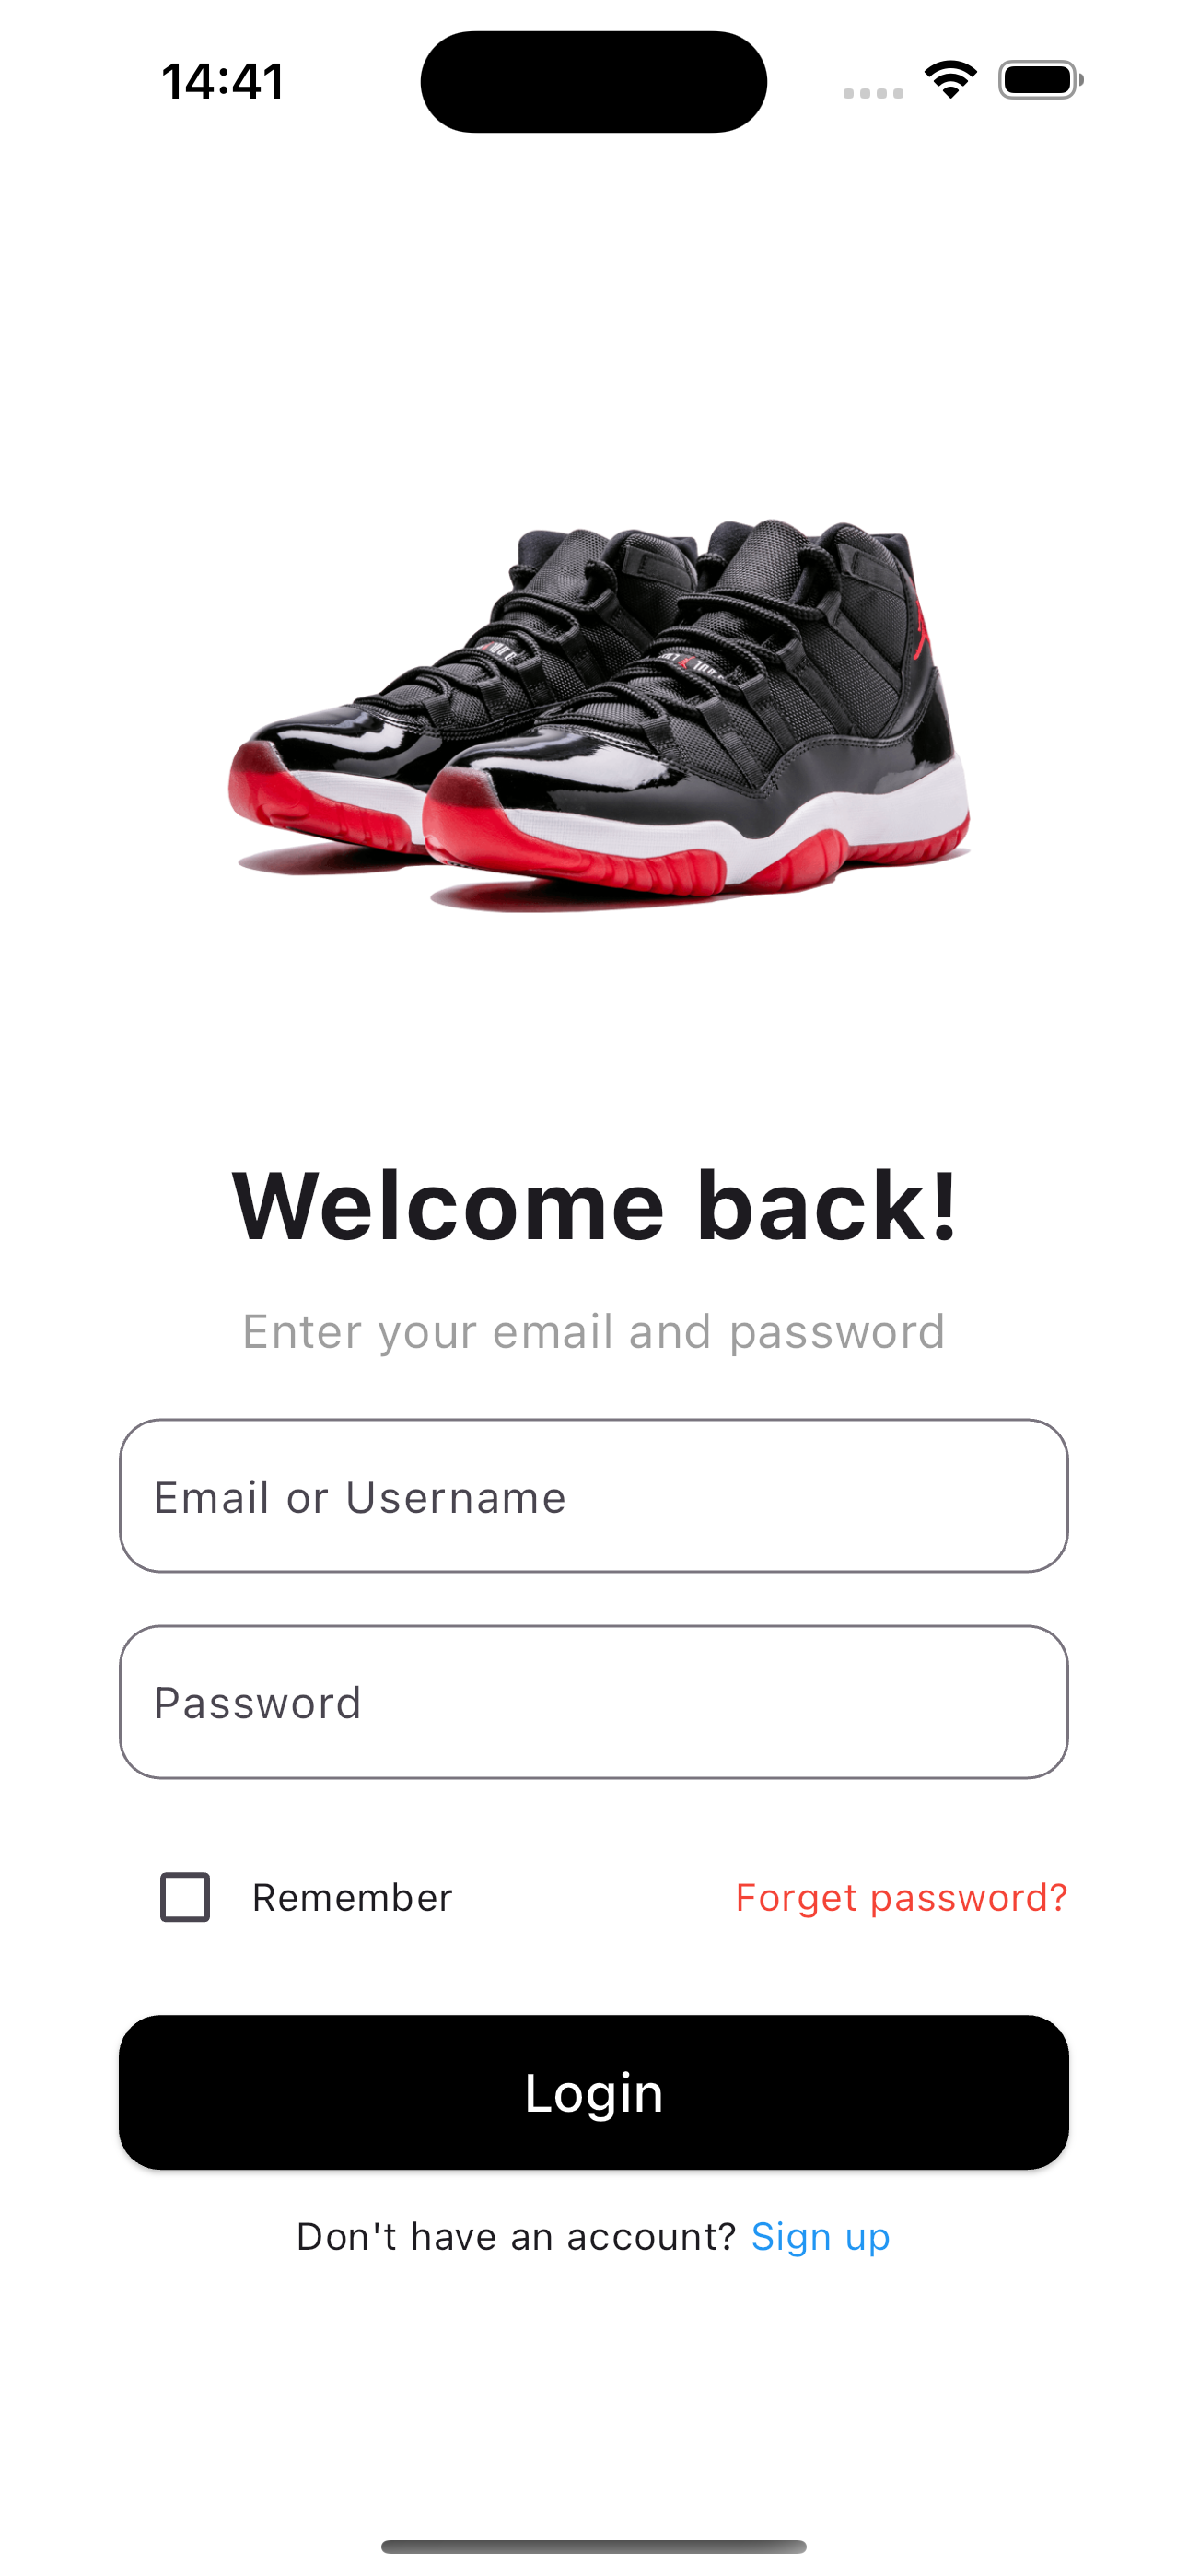 14:41
Welcome back!
Enter your email and password
Email or Username
Password
Remember
Forget password?
Login
Don't have an account? Sign up